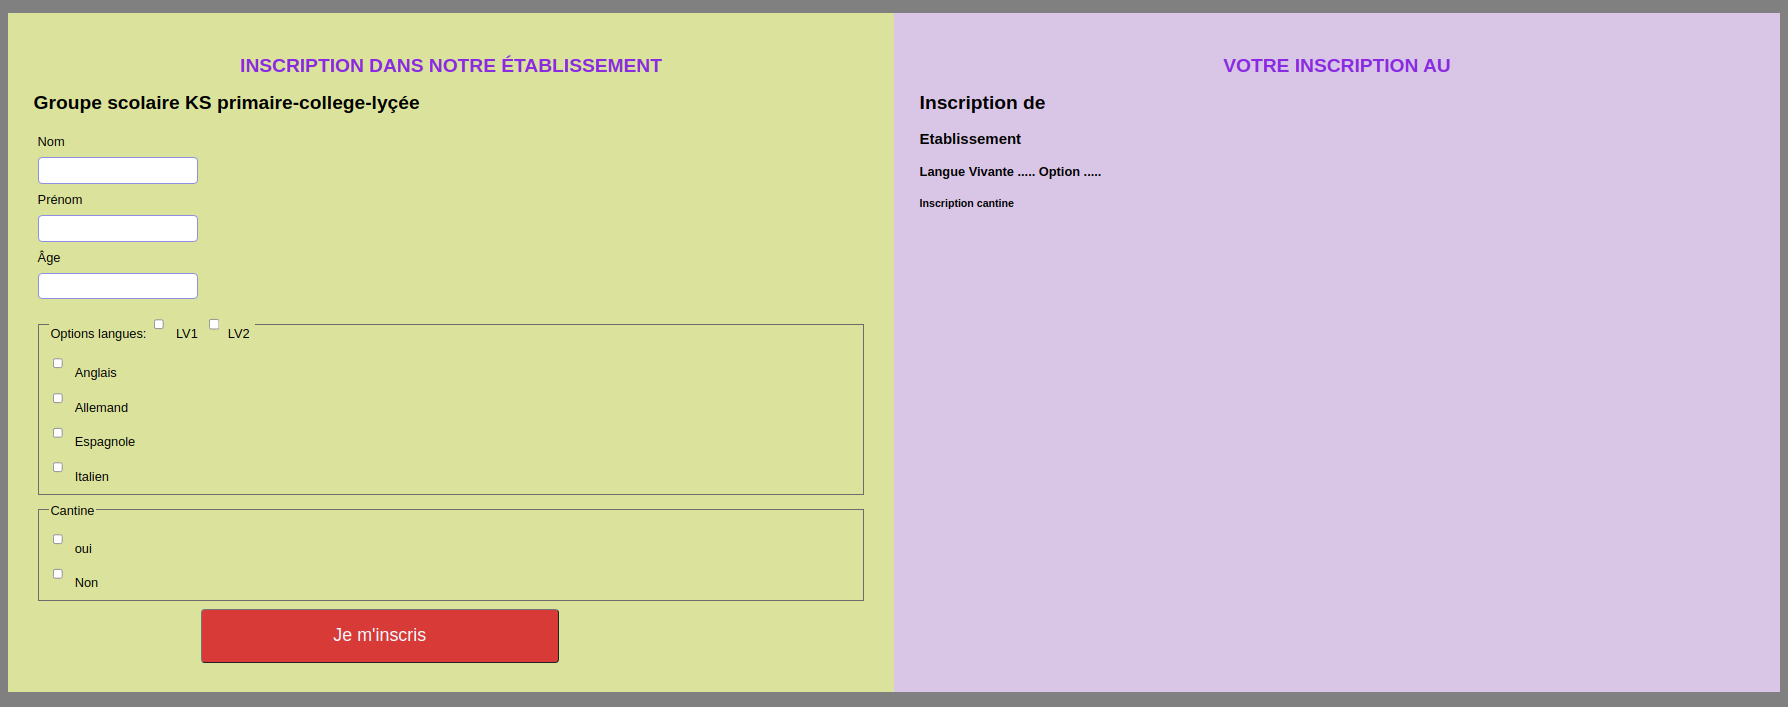 INSCRIPTION DANS NOTRE ÉTABLISSEMENT
Groupe scolaire KS primaire-college-lyçée
Nom
Prénom
Âge
Options langues: LV1 LV2
Anglais
Allemand
Espagnole
Italien
Cantine
oui
Non
Je m'inscris
VOTRE INSCRIPTION AU
Inscription de
Etablissement
Langue Vivante ..... Option .....
Inscription cantine